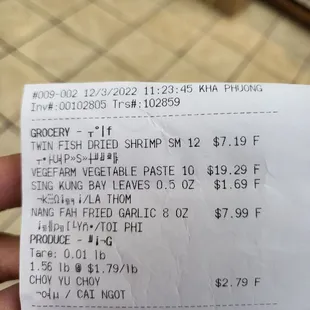 #009-002 12/3/2022 11:23:45 KHA PHUONG
Inv#:00102805 Trs#:102859
GROCERY -
TWIN FISH DRIED SHRIMP SM 12 $7.19 F
VEGEFARM VEGETABLE PASTE 10 $19.29 F
SING KUNG BAY LEAVES 0.5 OZ $1.69 F
/LA THOM
NANG FAH FRIED GARLIC 8 OZ $7.99 F
/TOI PHI
PRODUCE -
Tare: 0.01 lb
1.56 lb @ $1.79/lb
CHOY YU CHOY $2.79 F
/ CAI NGOT